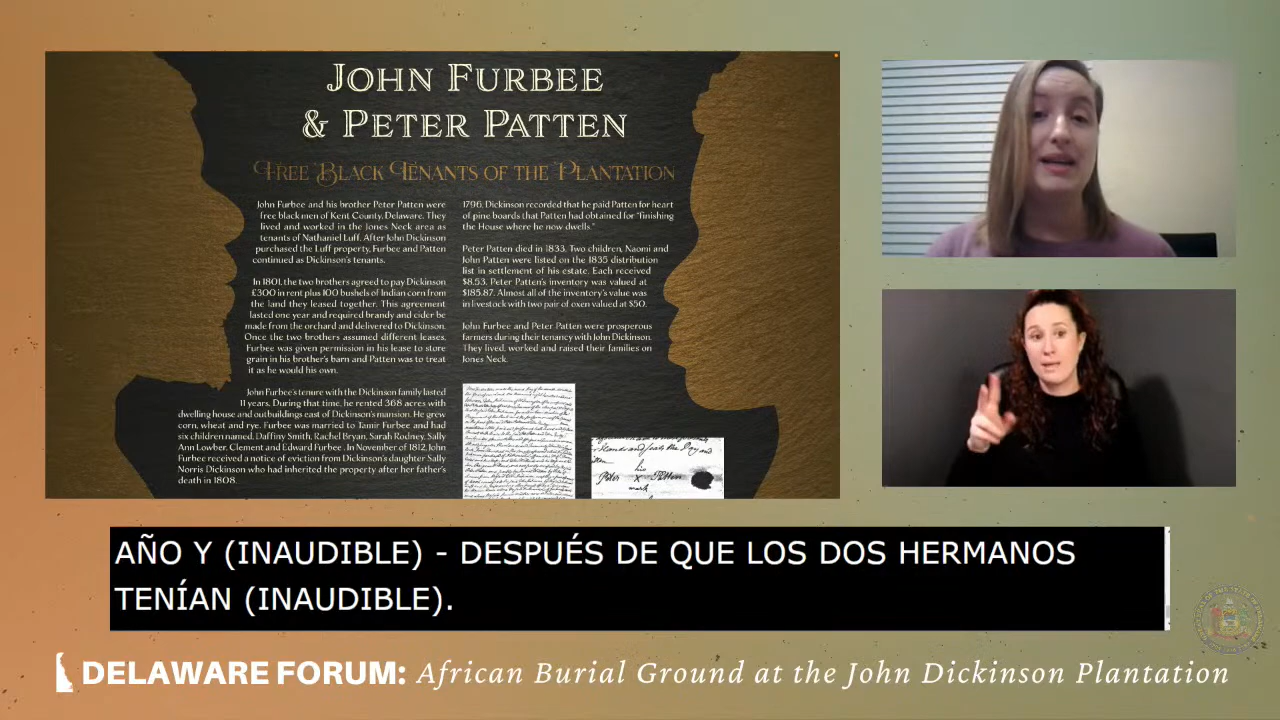 JOHN FURBEE
& PETER PATTEN
FREE BLACK TENANTS OF THE PLANTATION
John Furbee and his brother Peter Patten were
free black men of Kent County, Delaware. They
lived and worked in the Jones Neck area as
tenants of Nathaniel Luff. After John Dickinson
purchased the Luff property, Furbee and Patten
continued as Dickinson's tenants.
In 1801, the two brothers agreed to pay Dickinson
£300 in rent plus 100 bushels of Indian corn from
the land they leased together. This agreement
lasted one year and required brandy and cider be
made from the orchard and delivered to Dickinson.
Once the two brothers assumed different leases,
Furbee was given permission in his lease to store
grain in his brother's barn and Patten was to treat
it as he would his own.
John Furbee's tenure with the Dickinson family lasted
11 years. During that time, he rented 368 acres with
dwelling house and outbuildings east of Dickinson's mansion. He grew
corn, wheat and rye. Furbee was married to Tamir Furbee and had
six children named, Daffiny Smith, Rachel Bryan, Sarah Rodney, Sally
Ann Lowber, Clement and Edward Furbee . In November of 1812, John
Furbee received a notice of eviction from Dickinson's daughter Sally
Norris Dickinson who had inherited the property after her father's
death in 1808.
1796, Dickinson recorded that he paid Patten for heart
of pine boards that Patten had obtained for "finishing
the House where he now dwells."
Peter Patten died in 1833. Two children, Naomi and
John Patten were listed on the 1835 distribution
list in settlement of his estate. Each received
$8.53. Peter Patten's inventory was valued at
$185.87. Almost all of the inventory's value was
in livestock with two pair of oxen valued at $50.
John Furbee and Peter Patten were prosperous
farmers during their tenancy with John Dickinson.
They lived, worked and raised their families on
Jones Neck.
his
Peter X Patten
mark
AÑO Y (INAUDIBLE) - DESPUÉS DE QUE LOS DOS HERMANOS
TENÍAN (INAUDIBLE).
DELAWARE FORUM: African Burial Ground at the John Dickinson Plantation